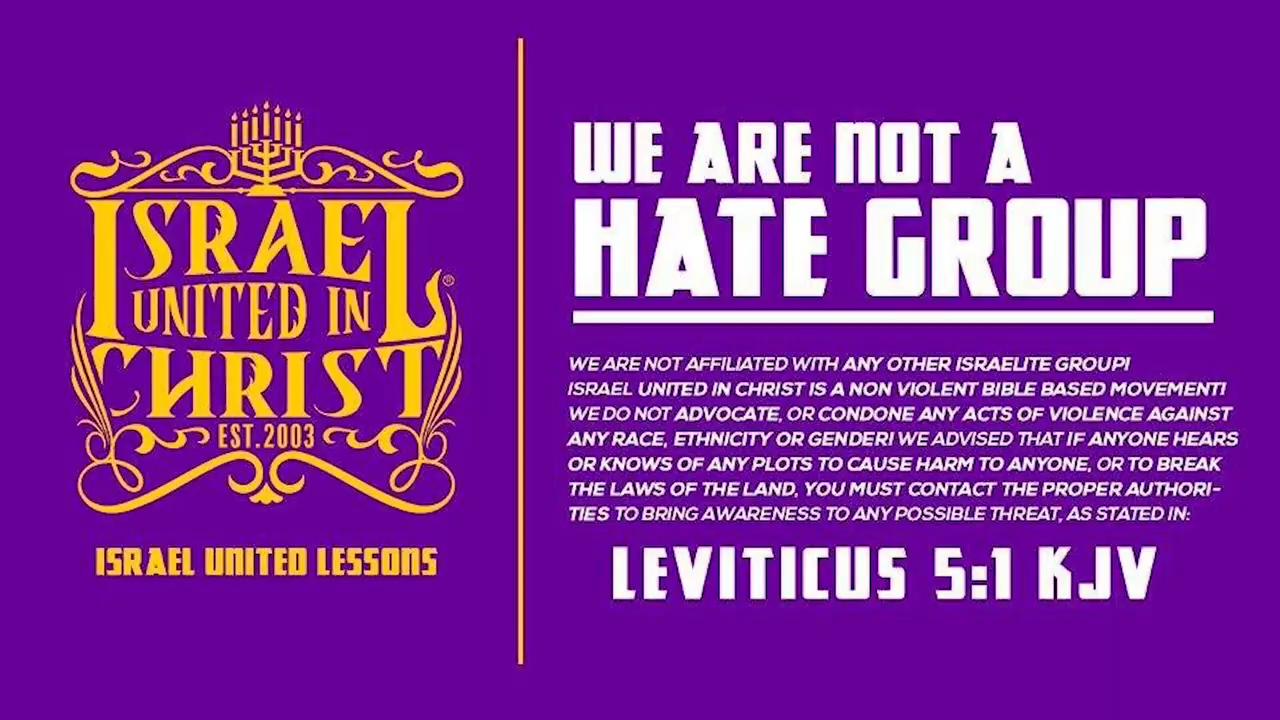 ISRAEL
UNITED IN
CHRIST
®
EST. 2003
ISRAEL UNITED LESSONS
WE ARE NOT A
HATE GROUP
WE ARE NOT AFFILIATED WITH ANY OTHER ISRAELITE GROUP!
ISRAEL UNITED IN CHRIST IS A NON VIOLENT BIBLE BASED MOVEMENT!
WE DO NOT ADVOCATE, OR CONDONE ANY ACTS OF VIOLENCE AGAINST
ANY RACE, ETHNICITY OR GENDER! WE ADVISED THAT IF ANYONE HEARS
OR KNOWS OF ANY PLOTS TO CAUSE HARM TO ANYONE, OR TO BREAK
THE LAWS OF THE LAND, YOU MUST CONTACT THE PROPER AUTHORI-
TIES TO BRING AWARENESS TO ANY POSSIBLE THREAT, AS STATED IN:
LEVITICUS 5:1 KJV